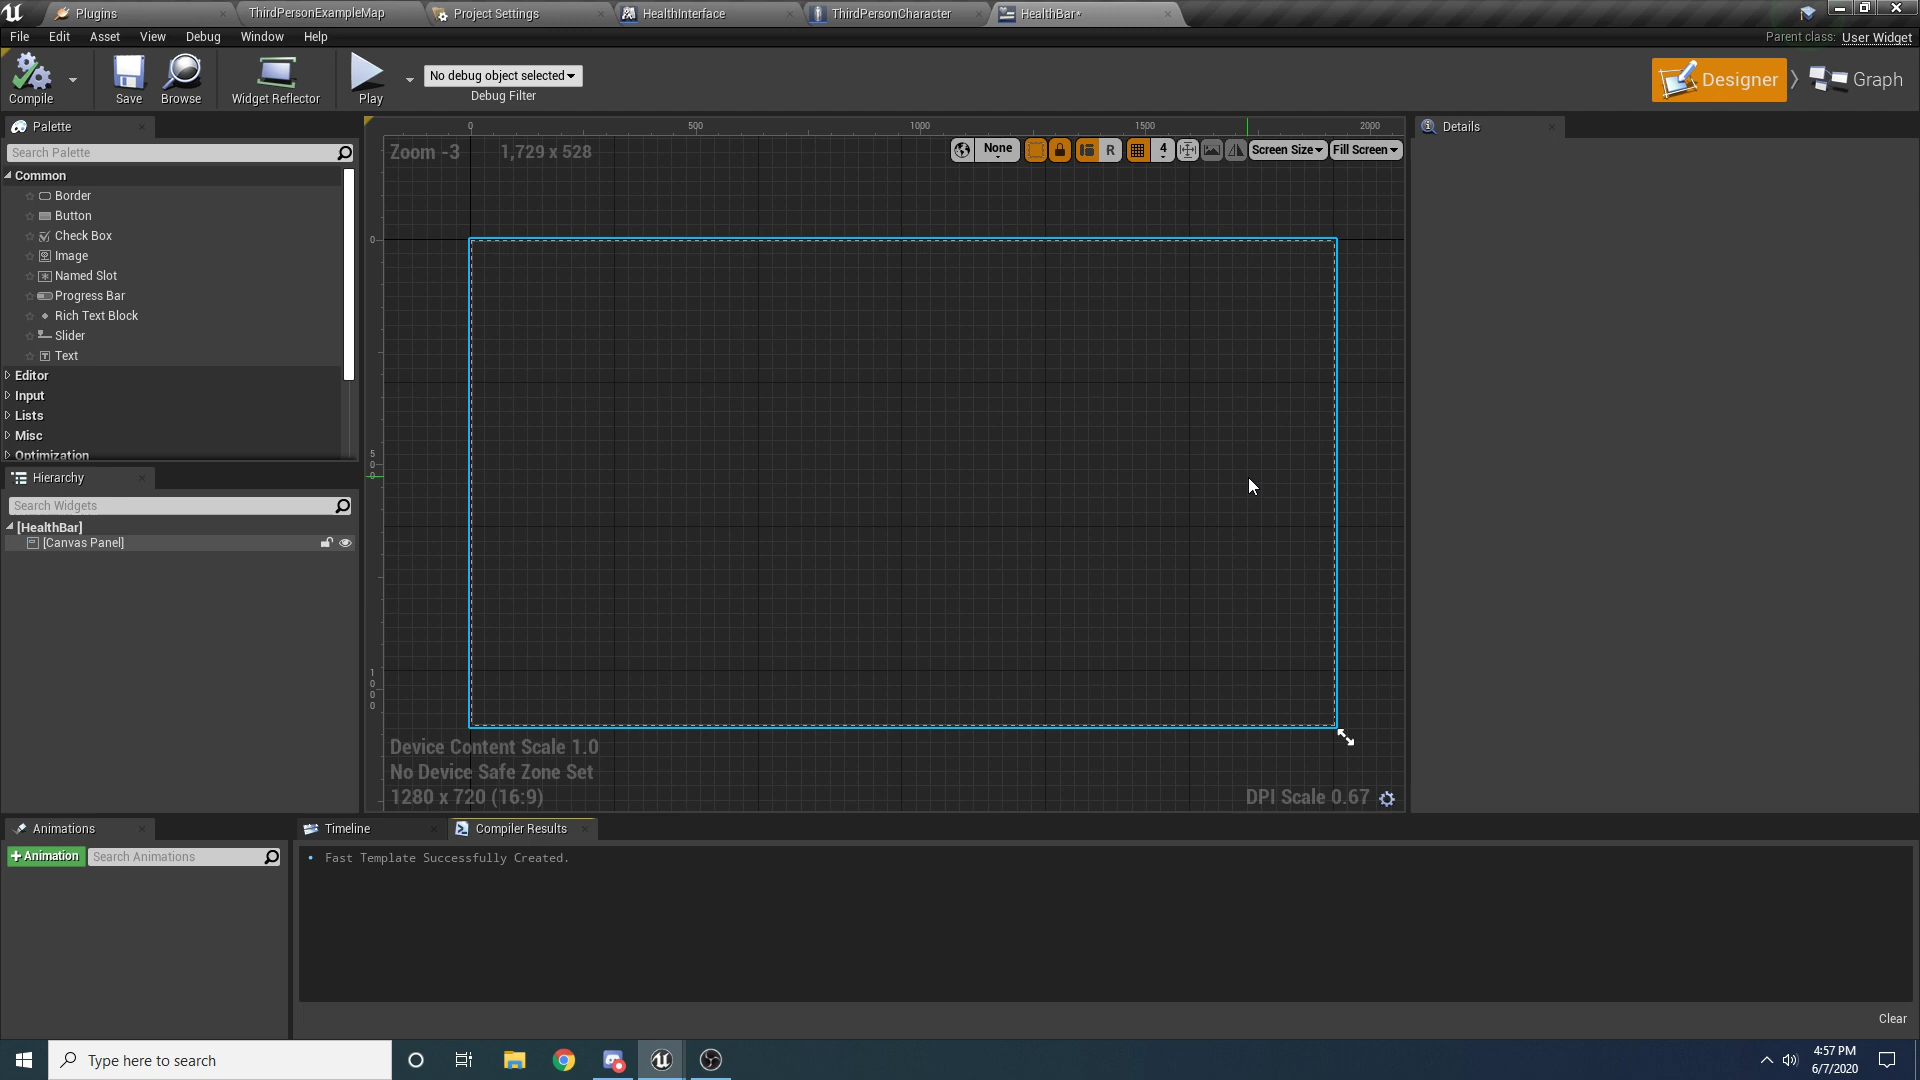 Plugins
ThirdPersonExampleMap
Project Settings
HealthInterface
ThirdPersonCharacter
HealthBar*
File
Edit
Asset
View
Debug
Window
Help
Parent class: User Widget
Compile
Save
Browse
Widget Reflector
Play
No debug object selected
Debug Filter
Designer
Graph
Palette
Search Palette
Common
Border
Button
Check Box
Image
Named Slot
Progress Bar
Rich Text Block
Slider
Text
Editor
Input
Lists
Misc
Optimization
Hierarchy
Search Widgets
[HealthBar]
[Canvas Panel]
0
500
1000
1500
2000
Zoom -3
1,729 x 528
None
R
4
Screen Size
Fill Screen
0
500
1000
Device Content Scale 1.0
No Device Safe Zone Set
1280 x 720 (16:9)
DPI Scale 0.67
Details
Animations
Timeline
Compiler Results
+Animation
Search Animations
Fast Template Successfully Created.
Clear
Type here to search
4:57 PM
6/7/2020